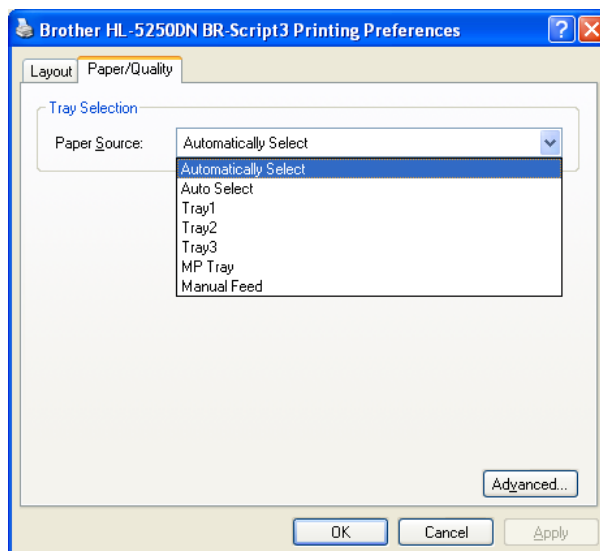 Brother HL-5250DN BR-Script3 Printing Preferences
Layout Paper/Quality
Tray Selection
Paper Source: Automatically Select
Automatically Select
Auto Select
Tray1
Tray2
Tray3
MP Tray
Manual Feed
Advanced...
OK Cancel Apply